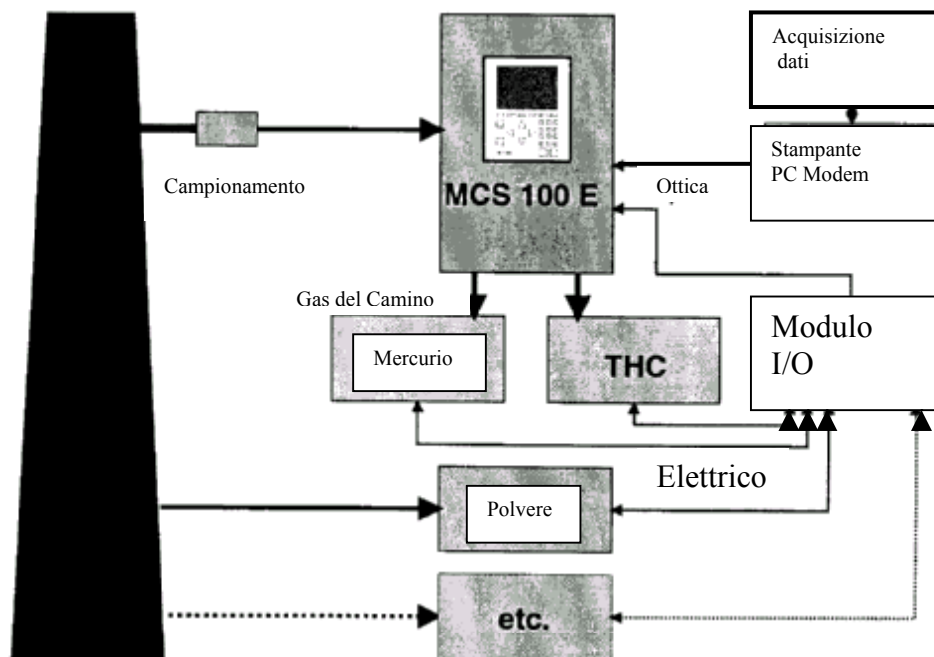 Acquisizione
dati
Stampante
PC Modem
Campionamento
MCS 100 E
Ottica
Gas del Camino
Mercurio
THC
Modulo
I/O
Elettrico
Polvere
etc.